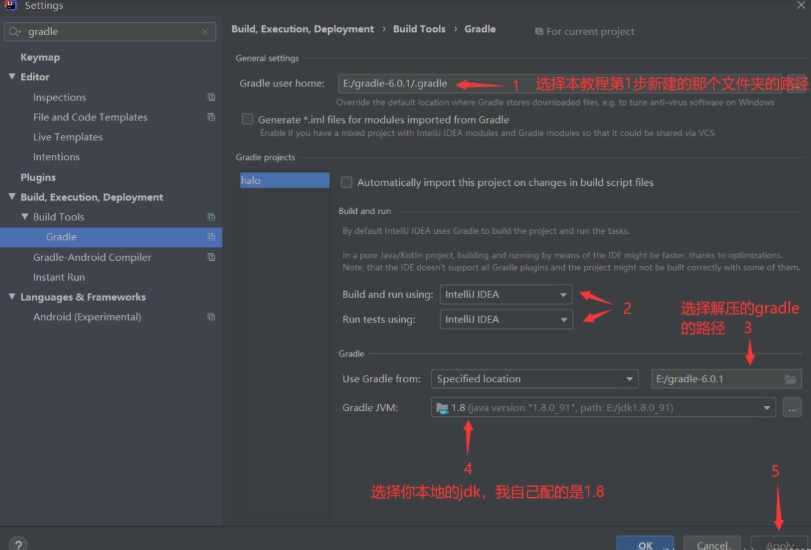 Settings
gradle
Keymap
Editor
Inspections
File and Code Templates
Live Templates
Intentions
Plugins
Build, Execution, Deployment
Build Tools
Gradle
Gradle-Android Compiler
Instant Run
Languages & Frameworks
Android (Experimental)
Build, Execution, Deployment › Build Tools › Gradle For current project
General settings
Gradle user home: E:/gradle-6.0.1/.gradle 1 选择本教程第1步新建的那个文件夹的路径
Override the default location where Gradle stores downloaded files, e.g. to tune anti-virus software on Windows
Generate *.iml files for modules imported from Gradle
Enable if you have a mixed project with IntelliJ IDEA modules and Gradle modules so that it could be shared via VCS
Gradle projects
halo
Automatically import this project on changes in build script files
Build and run
By default IntelliJ IDEA uses Gradle to build the project and run the tasks.
In a pure Java/Kotlin project, building and running by means of the IDE might be faster, thanks to optimizations.
Note, that the IDE doesn't support all Gradle plugins and the project might not be built correctly with some of them.
Build and run using: IntelliJ IDEA
Run tests using: IntelliJ IDEA
2
选择解压的gradle
的路径 3
Gradle
Use Gradle from: Specified location E:/gradle-6.0.1
Gradle JVM: 1.8 (java version "1.8.0_91", path: E:/jdk1.8.0_91) ...
4
选择你本地的jdk，我自己配的是1.8
5
? OK Cancel Apply